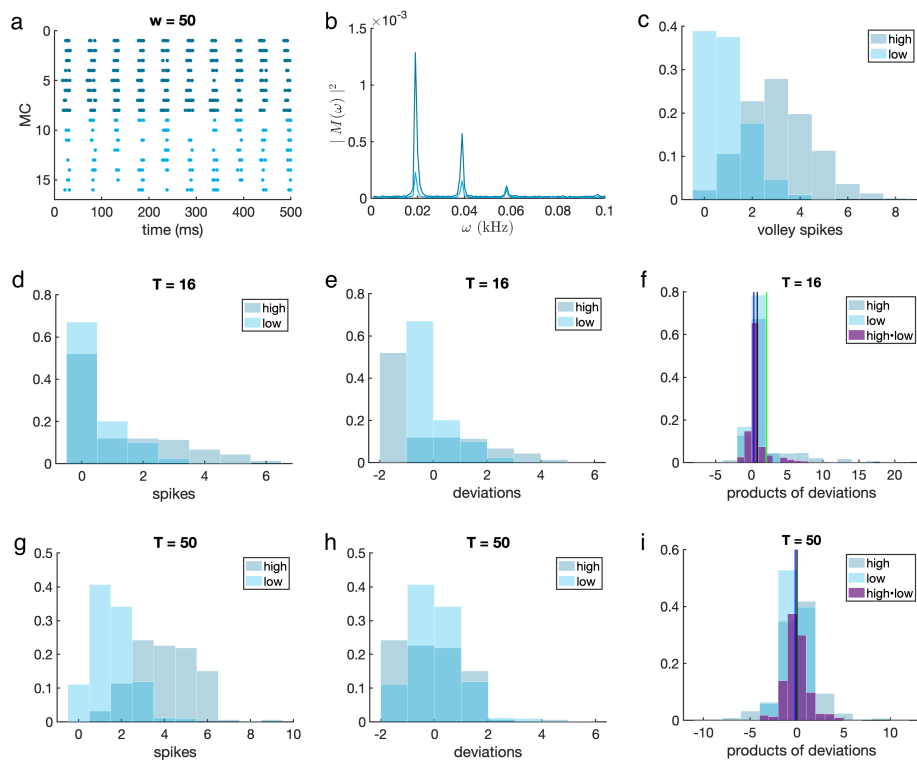 a
w = 50
0
5
10
15
MC
0 100 200 300 400 500
time (ms)
b
×10⁻³
1.5
1
0.5
0
| M(ω) |²
0 0.02 0.04 0.06 0.08 0.1
ω (kHz)
c
high
low
0.4
0.3
0.2
0.1
0
0 2 4 6 8
volley spikes
d
T = 16
high
low
0.8
0.6
0.4
0.2
0
0 2 4 6
spikes
e
T = 16
high
low
0.8
0.6
0.4
0.2
0
-2 0 2 4 6
deviations
f
T = 16
high
low
high•low
0.8
0.6
0.4
0.2
0
-5 0 5 10 15 20
products of deviations
g
T = 50
high
low
0.5
0.4
0.3
0.2
0.1
0
0 2 4 6 8 10
spikes
h
T = 50
high
low
0.5
0.4
0.3
0.2
0.1
0
-2 0 2 4 6
deviations
i
T = 50
high
low
high•low
0.6
0.4
0.2
0
-10 -5 0 5 10
products of deviations